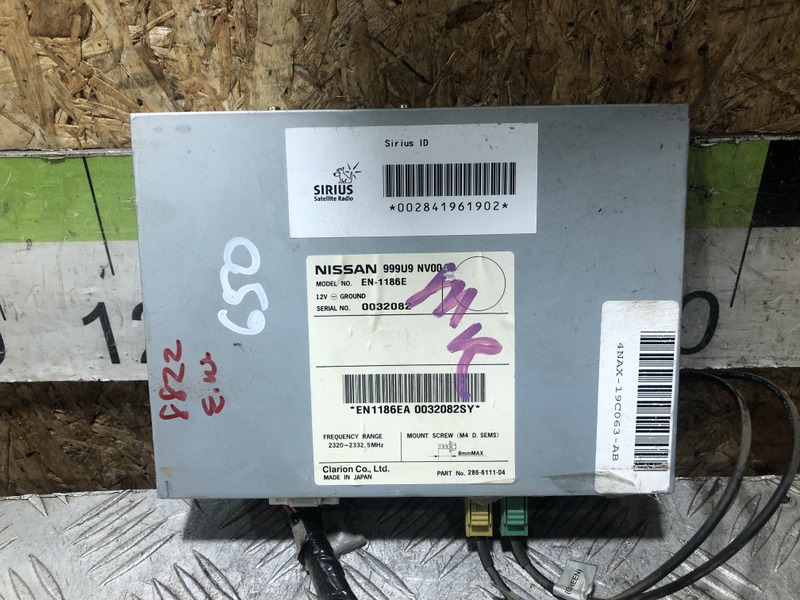 Sirius ID
SIRIUS
Satellite Radio
*002841961902*
NISSAN 999U9
MODEL NO. EN-1186E
12V ⊖ GROUND
SERIAL NO. 0032082
*EN1186EA 0032082SY*
FREQUENCY RANGE
2320-2332.5MHz
MOUNT SCREW (M4 D. SEMS)
8mmMAX
Clarion Co., Ltd.
MADE IN JAPAN
PART No. 286-6111-04
4NAX-19C063-AB
650
8822
(GREEN)